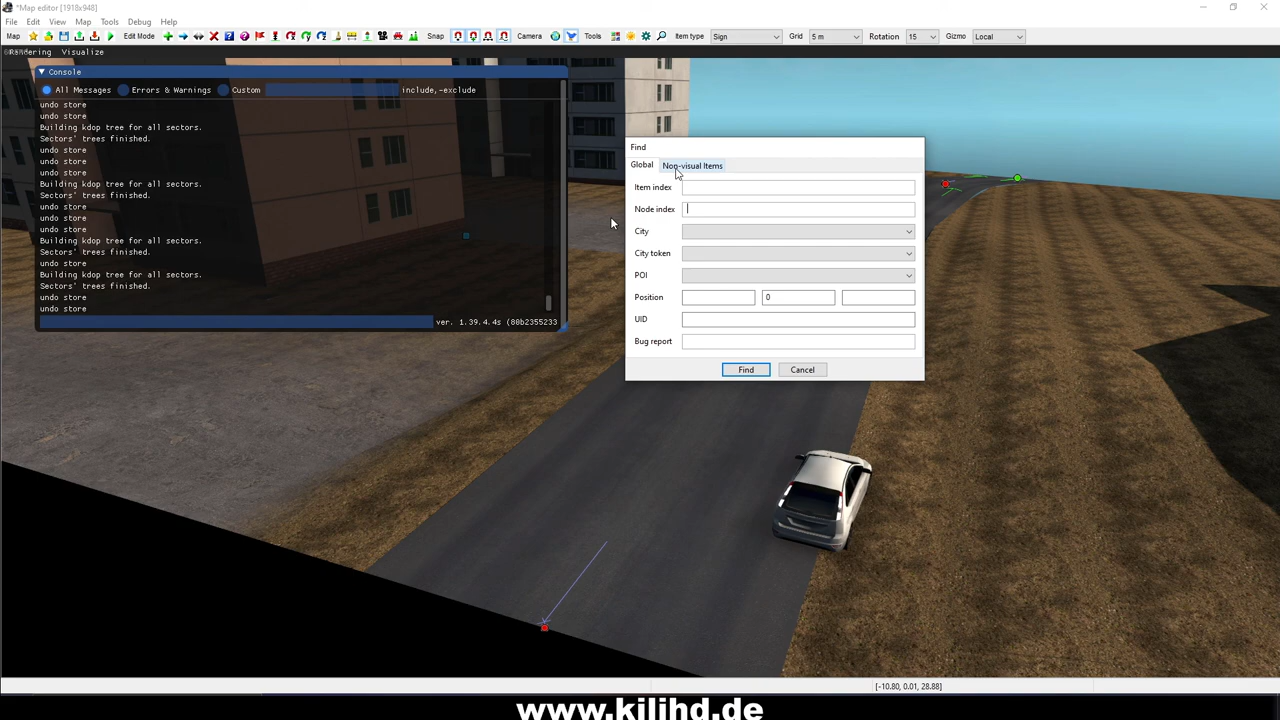 *Map editor [1918x948]
File Edit View Map Tools Debug Help
Map Edit Mode Snap Camera Tools Item type Sign Grid 5 m Rotation 15 Gizmo Local
Rendering Visualize
Console
All Messages Errors & Warnings Custom include,-exclude
undo store
undo store
Building kdop tree for all sectors.
Sectors' trees finished.
undo store
undo store
undo store
Building kdop tree for all sectors.
Sectors' trees finished.
undo store
undo store
undo store
Building kdop tree for all sectors.
Sectors' trees finished.
undo store
Building kdop tree for all sectors.
Sectors' trees finished.
undo store
undo store
ver. 1.39.4.4s (80b2355233
Find
Global Non-visual Items
Item index
Node index
City
City token
POI
Position 0
UID
Bug report
Find Cancel
[-10.80, 0.01, 28.88]
www.kilihd.de